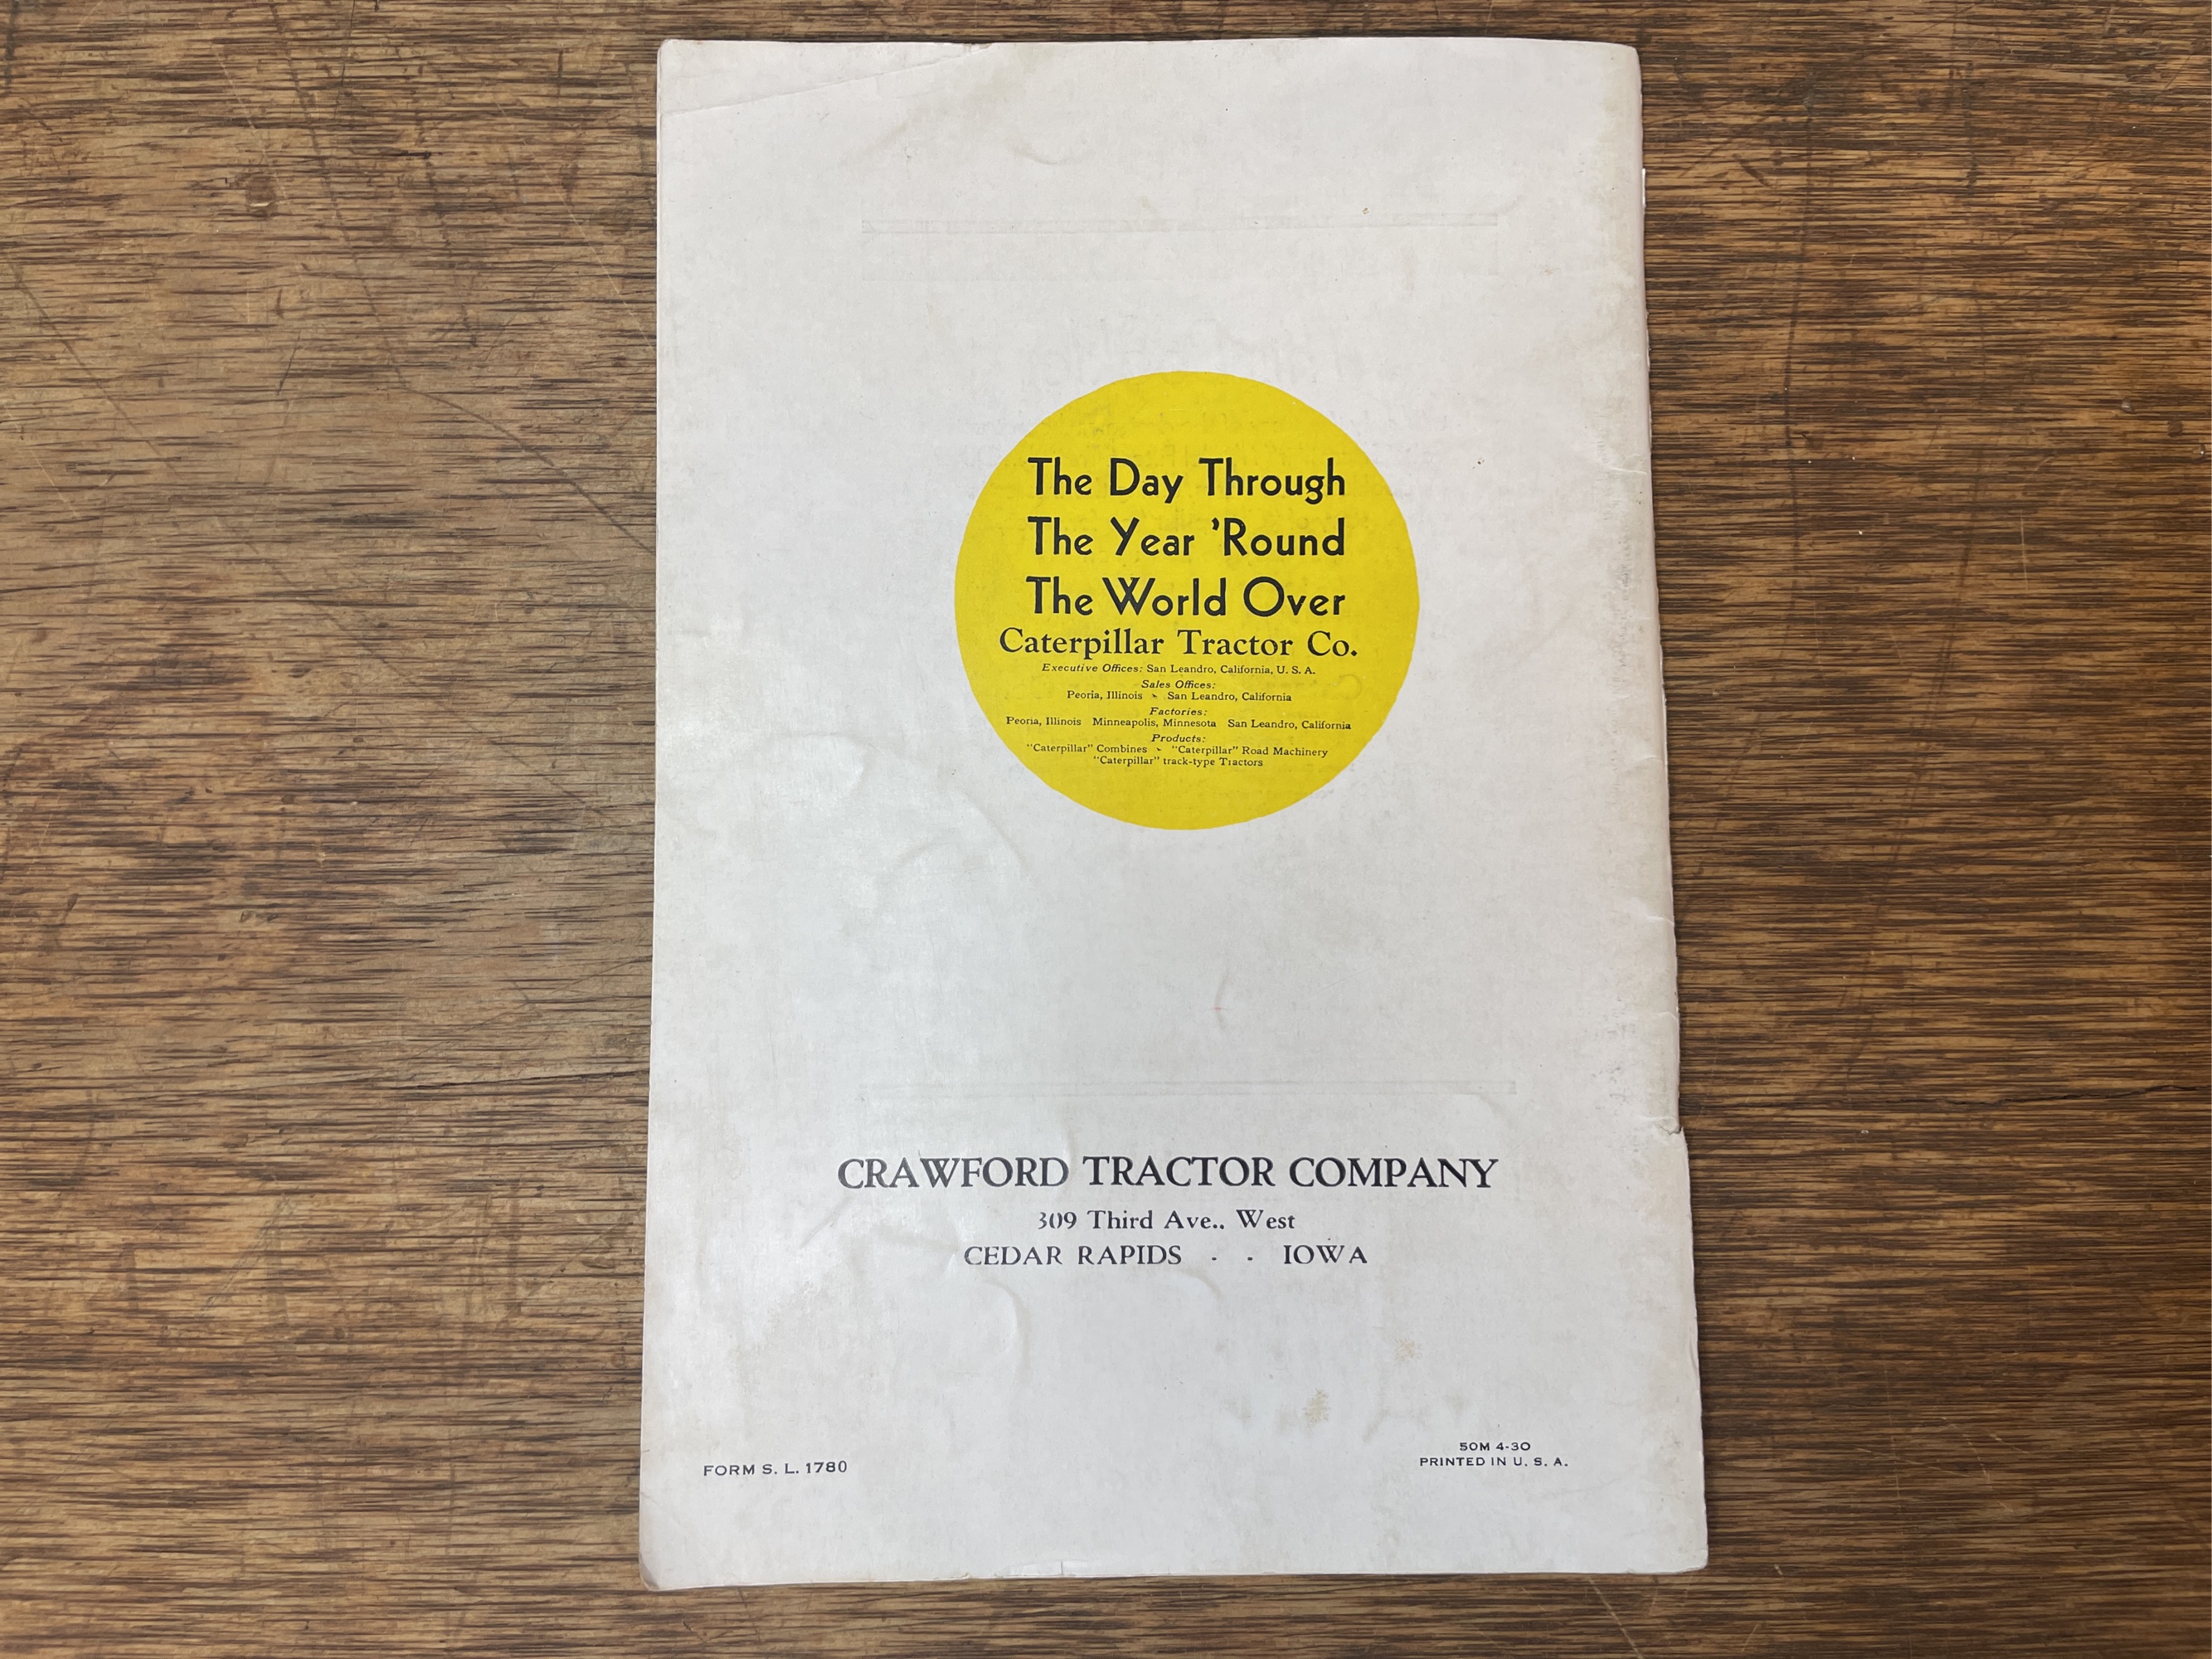 The Day Through
The Year 'Round
The World Over
Caterpillar Tractor Co.
Executive Offices: San Leandro, California, U. S. A.
Sales Offices:
Peoria, Illinois - San Leandro, California
Factories:
Peoria, Illinois Minneapolis, Minnesota San Leandro, California
Products:
"Caterpillar" Combines - "Caterpillar" Road Machinery
"Caterpillar" track-type Tractors
CRAWFORD TRACTOR COMPANY
309 Third Ave.. West
CEDAR RAPIDS - - IOWA
FORM S. L. 1780
50M 4-30
PRINTED IN U. S. A.